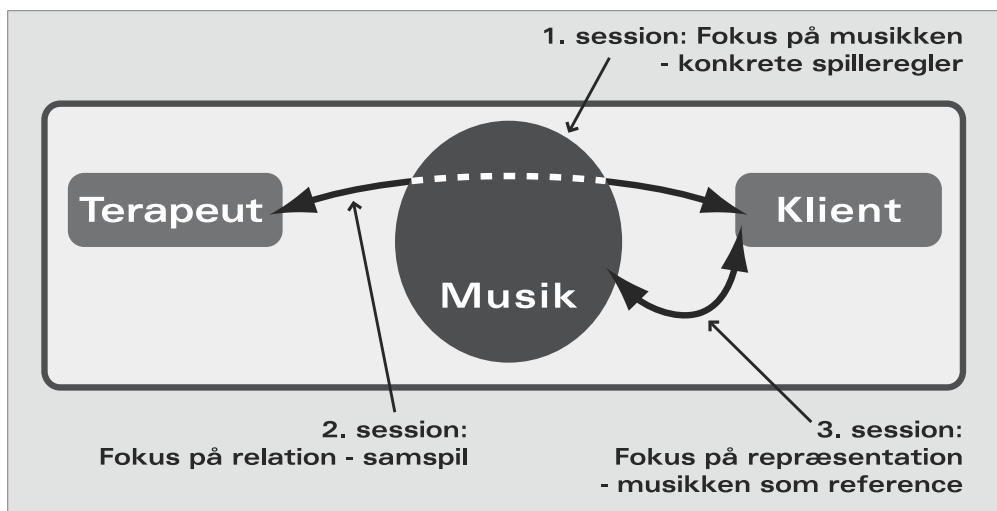 1. session: Fokus på musikken
- konkrete spilleregler
Terapeut
Klient
Musik
2. session:
Fokus på relation - samspil
3. session:
Fokus på repræsentation
- musikken som reference